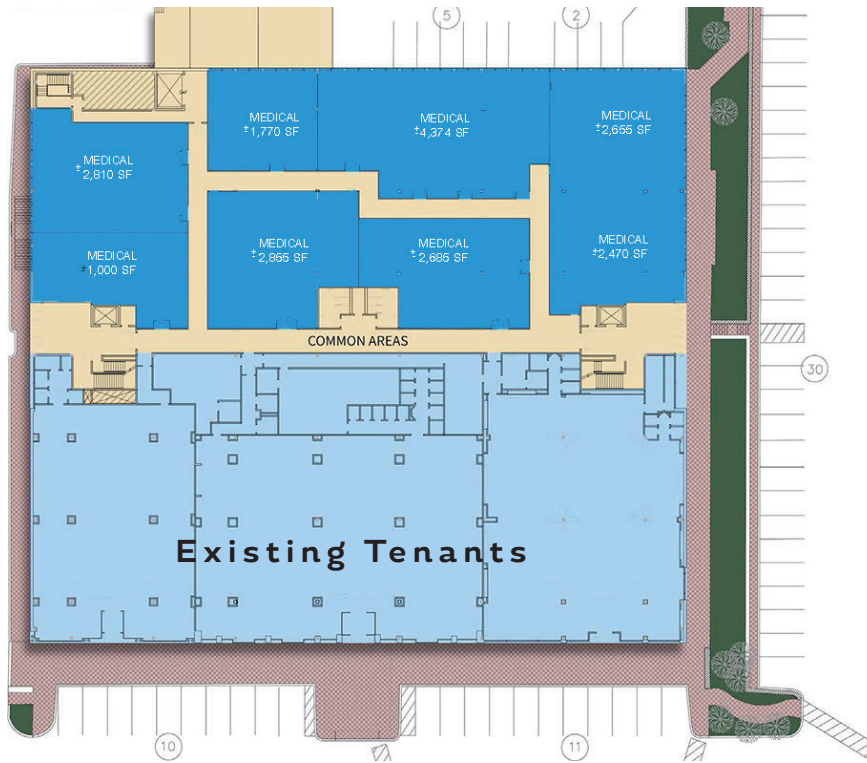 5
2
MEDICAL
±1,770 SF
MEDICAL
±4,374 SF
MEDICAL
±2,655 SF
MEDICAL
±2,810 SF
MEDICAL
±1,000 SF
MEDICAL
±2,855 SF
MEDICAL
±2,685 SF
MEDICAL
±2,470 SF
COMMON AREAS
30
Existing Tenants
10
11